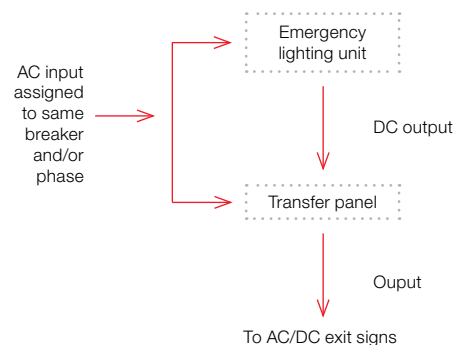 Emergency
lighting unit
AC input
assigned
to same
breaker
and/or
phase
DC output
Transfer panel
Ouput
To AC/DC exit signs